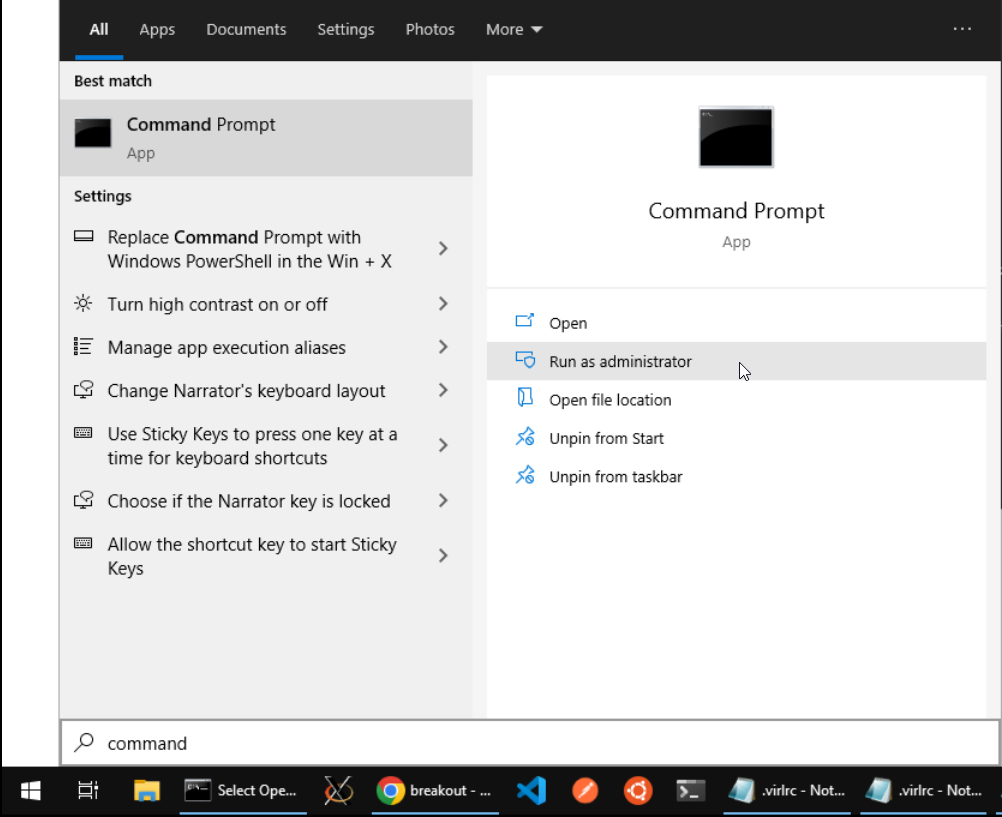 All Apps Documents Settings Photos More ...
Best match
Command Prompt
App
Settings
Replace Command Prompt with
Windows PowerShell in the Win + X
Turn high contrast on or off
Manage app execution aliases
Change Narrator's keyboard layout
Use Sticky Keys to press one key at a
time for keyboard shortcuts
Choose if the Narrator key is locked
Allow the shortcut key to start Sticky
Keys
Command Prompt
App
Open
Run as administrator
Open file location
Unpin from Start
Unpin from taskbar
command
Select Ope... breakout - ... .virlrc - Not... .virlrc - Not...